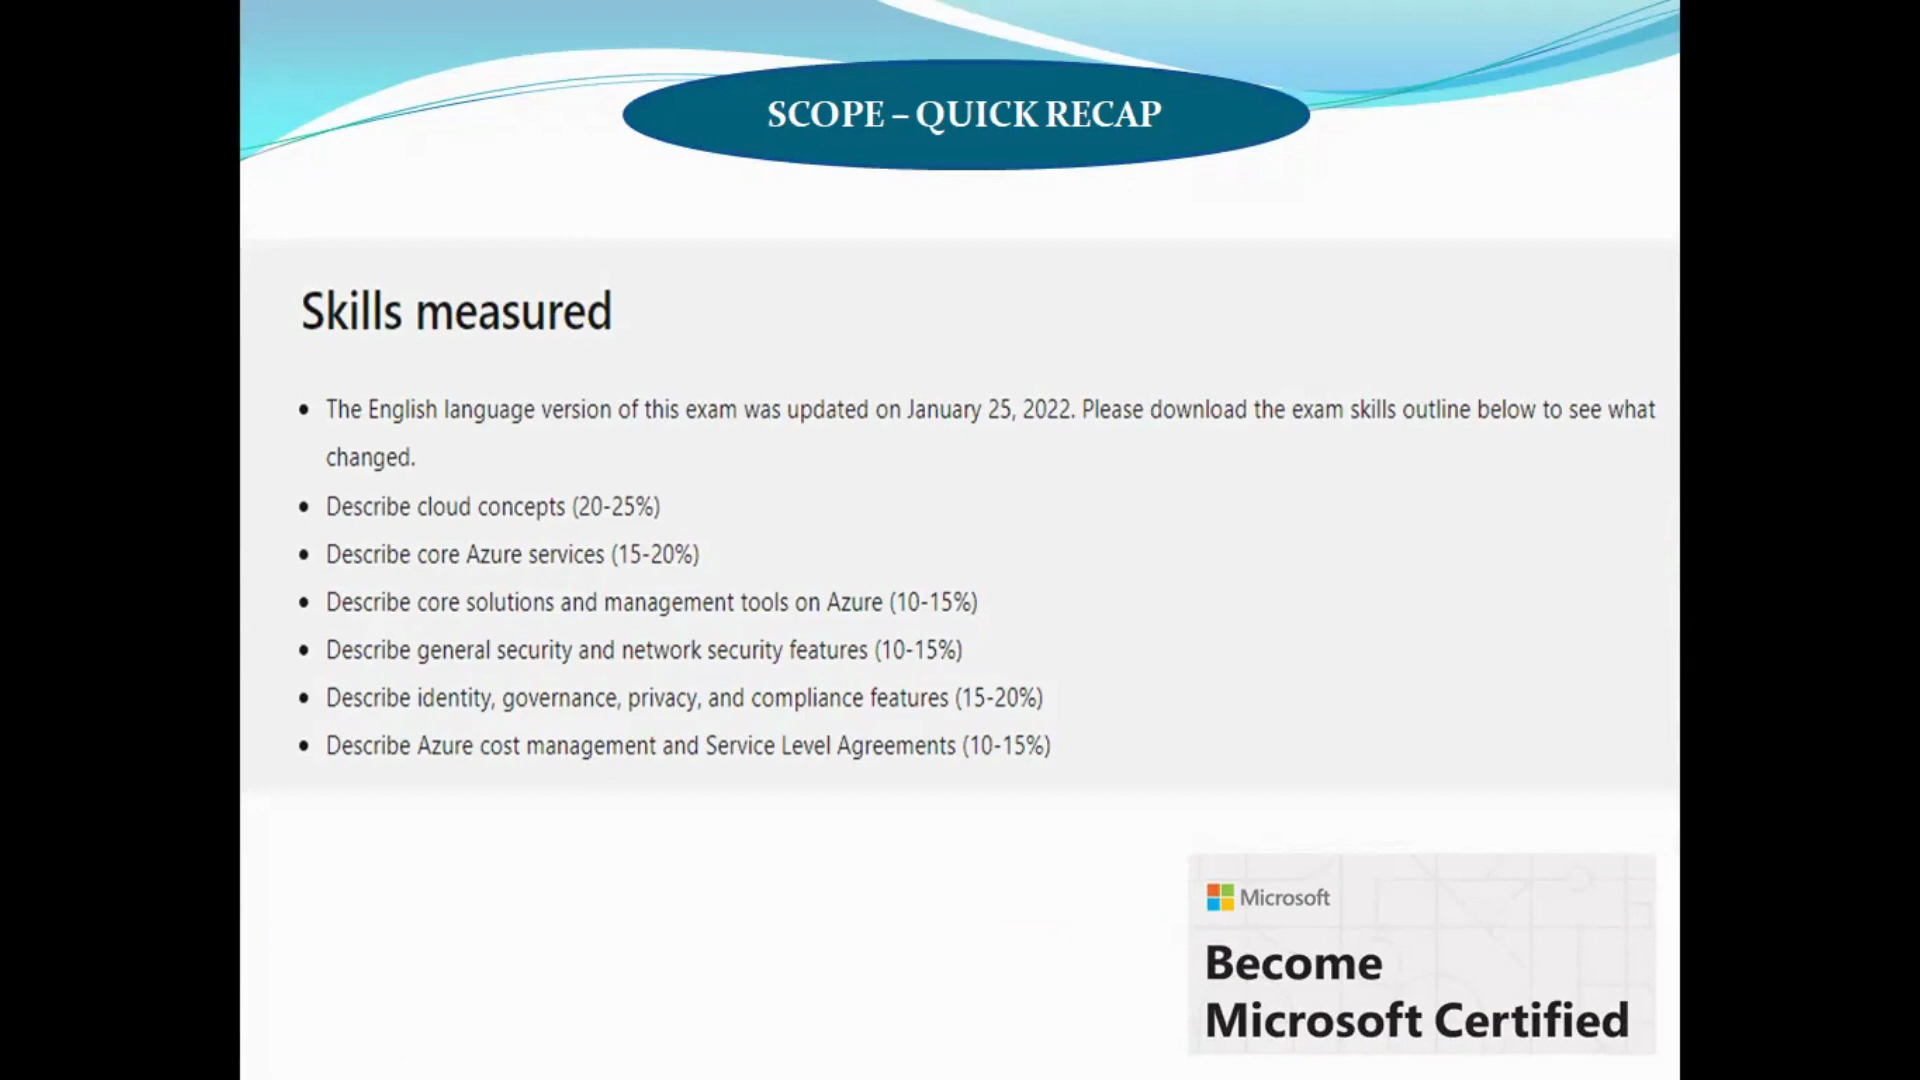 SCOPE – QUICK RECAP
Skills measured
• The English language version of this exam was updated on January 25, 2022. Please download the exam skills outline below to see what
changed.
• Describe cloud concepts (20-25%)
• Describe core Azure services (15-20%)
• Describe core solutions and management tools on Azure (10-15%)
• Describe general security and network security features (10-15%)
• Describe identity, governance, privacy, and compliance features (15-20%)
• Describe Azure cost management and Service Level Agreements (10-15%)
Microsoft
Become
Microsoft Certified